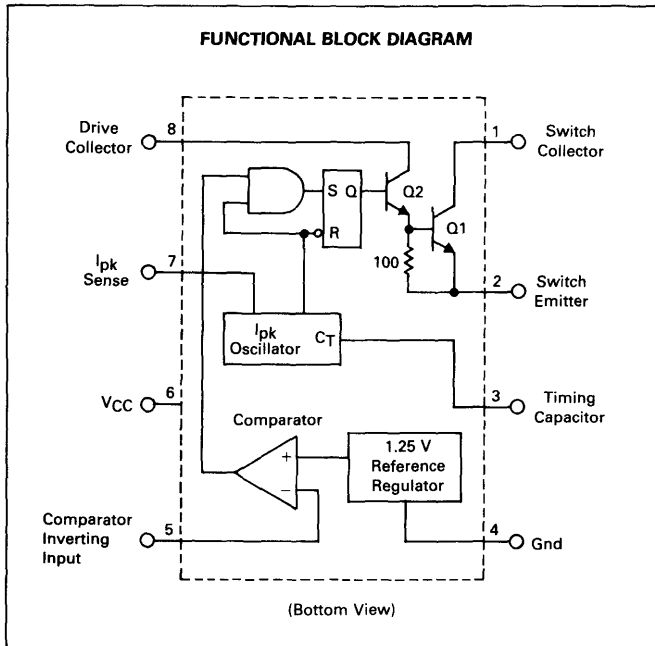 FUNCTIONAL BLOCK DIAGRAM
Drive
Collector
8
1
Switch
Collector
S Q
Q2
R
Q1
100
Ipk
Sense
7
2
Switch
Emitter
Ipk
Oscillator
CT
VCC
6
3
Timing
Capacitor
Comparator
+
−
1.25 V
Reference
Regulator
Comparator
Inverting
Input
5
4
Gnd
(Bottom View)